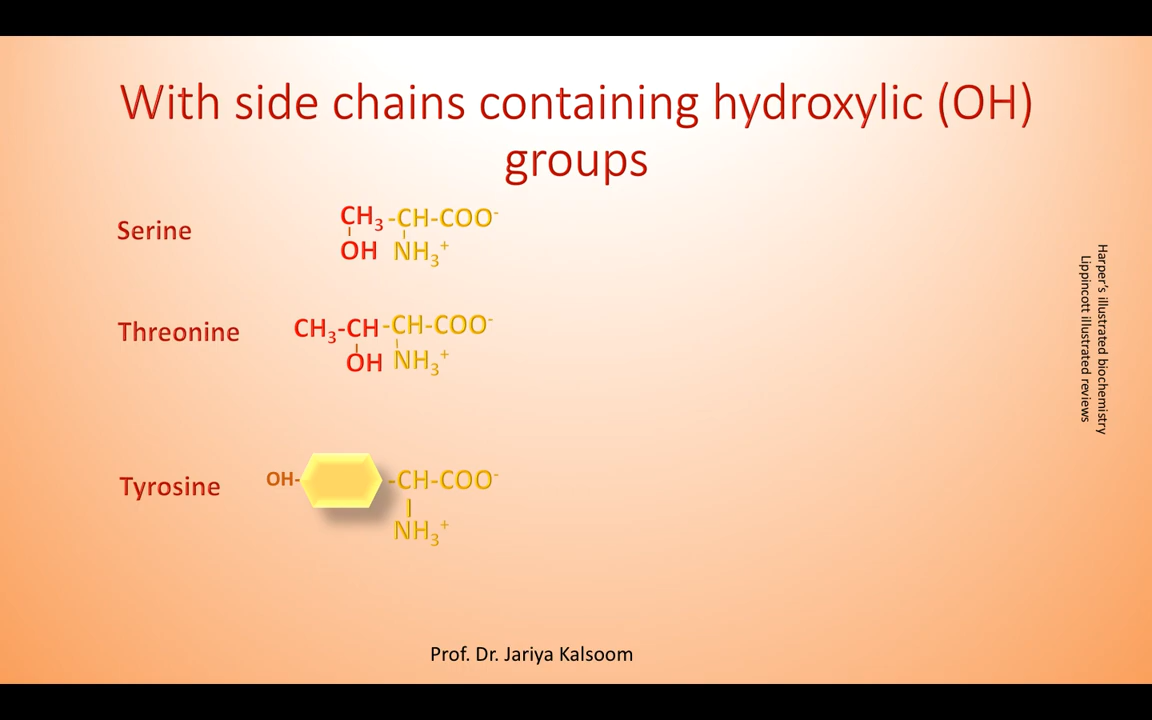 With side chains containing hydroxylic (OH)
groups
Serine
CH₃-CH-COO⁻
OH NH₃⁺
Threonine
CH₃-CH-CH-COO⁻
OH NH₃⁺
Tyrosine
OH- -CH-COO⁻
NH₃⁺
Harper's illustrated biochemistry
Lippincott illustrated reviews
Prof. Dr. Jariya Kalsoom